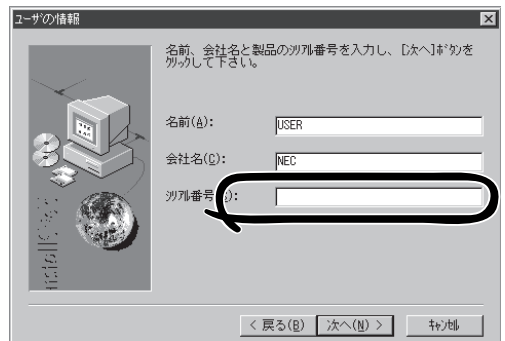 ユーザの情報
名前、会社名と製品のｼﾘｱﾙ番号を入力し、[次へ]ﾎﾞﾀﾝを
ｸﾘｯｸして下さい。
名前(A):
USER
会社名(C):
NEC
ｼﾘｱﾙ番号
):
< 戻る(B)
次へ(N) >
ｷｬﾝｾﾙ